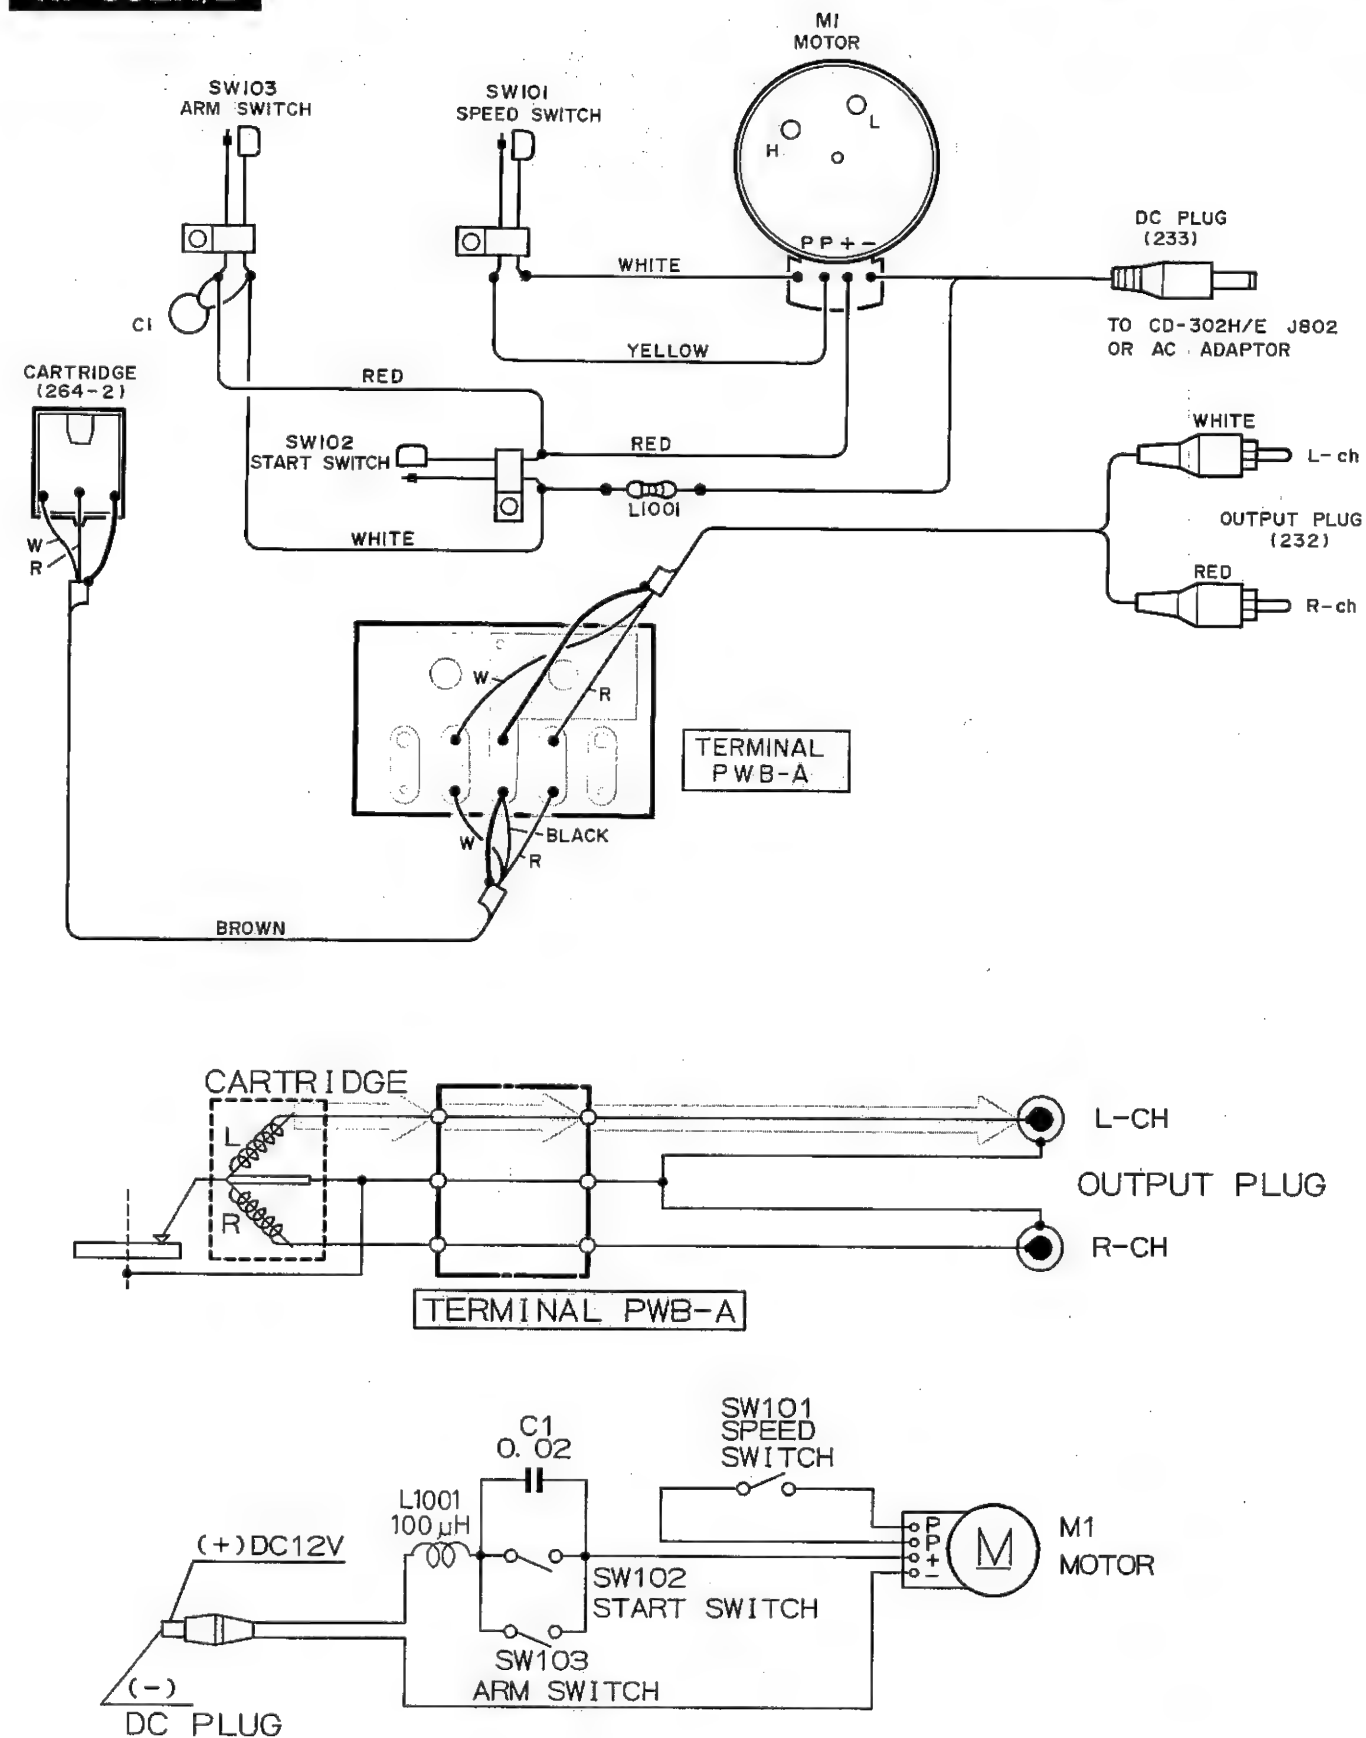 M1
MOTOR
SW103
ARM SWITCH
SW101
SPEED SWITCH
L
H
P P + -
DC PLUG
(233)
WHITE
C1
TO CD-302H/E J802
OR AC ADAPTOR
YELLOW
CARTRIDGE
(264-2)
RED
WHITE
SW102
START SWITCH
RED
L-ch
L1001
OUTPUT PLUG
(232)
W
R
WHITE
RED
R-ch
W
R
TERMINAL
PWB-A
W
BLACK
R
BROWN
CARTRIDGE
L
L-CH
OUTPUT PLUG
R
R-CH
TERMINAL PWB-A
SW101
SPEED
SWITCH
C1
0.02
L1001
100μH
(+)DC12V
P
P
+
-
M
M1
MOTOR
SW102
START SWITCH
SW103
ARM SWITCH
(-)
DC PLUG